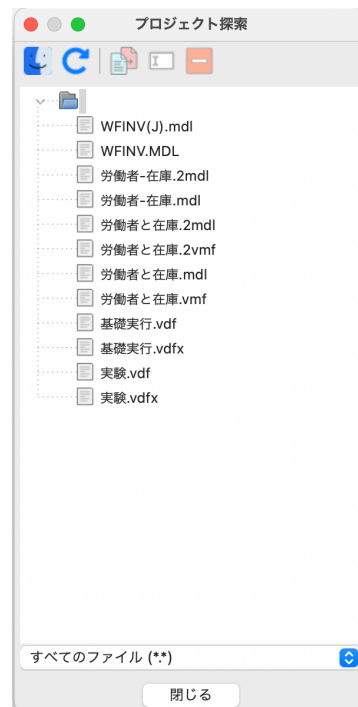 プロジェクト探索
WFINV(J).mdl
WFINV.MDL
労働者-在庫.2mdl
労働者-在庫.mdl
労働者と在庫.2mdl
労働者と在庫.2vmf
労働者と在庫.mdl
労働者と在庫.vmf
基礎実行.vdf
基礎実行.vdfx
実験.vdf
実験.vdfx
すべてのファイル (*.*)
閉じる